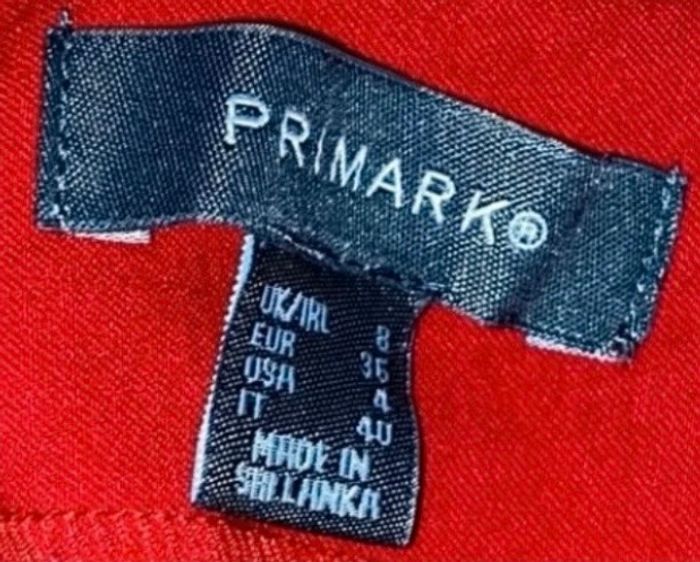 PRIMARK®
UK/IRL 8
EUR 36
USA 4
IT 40
MADE IN
SRI LANKA